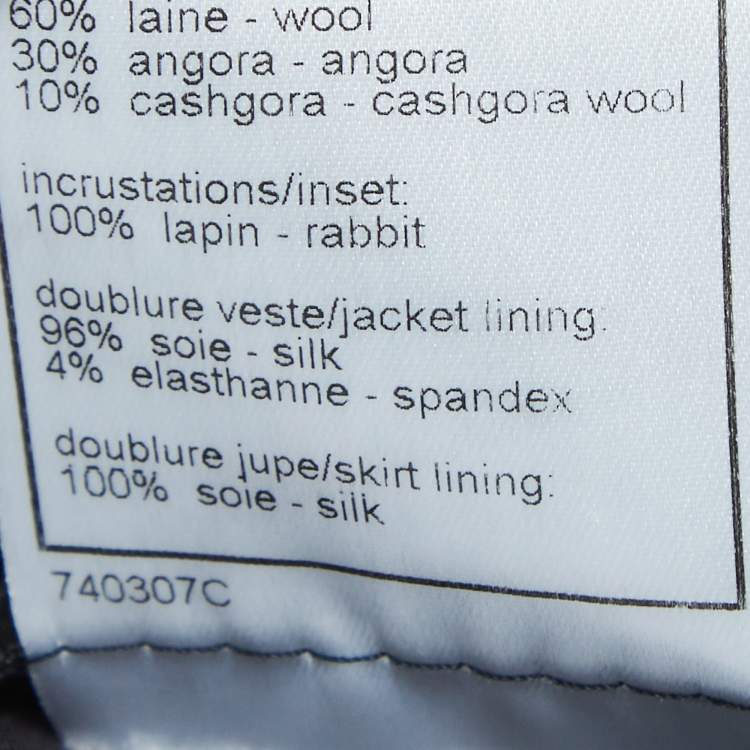 60% laine - wool
30% angora - angora
10% cashgora - cashgora wool
incrustations/inset:
100% lapin - rabbit
doublure veste/jacket lining:
96% soie - silk
4% elasthanne - spandex
doublure jupe/skirt lining:
100% soie - silk
740307C